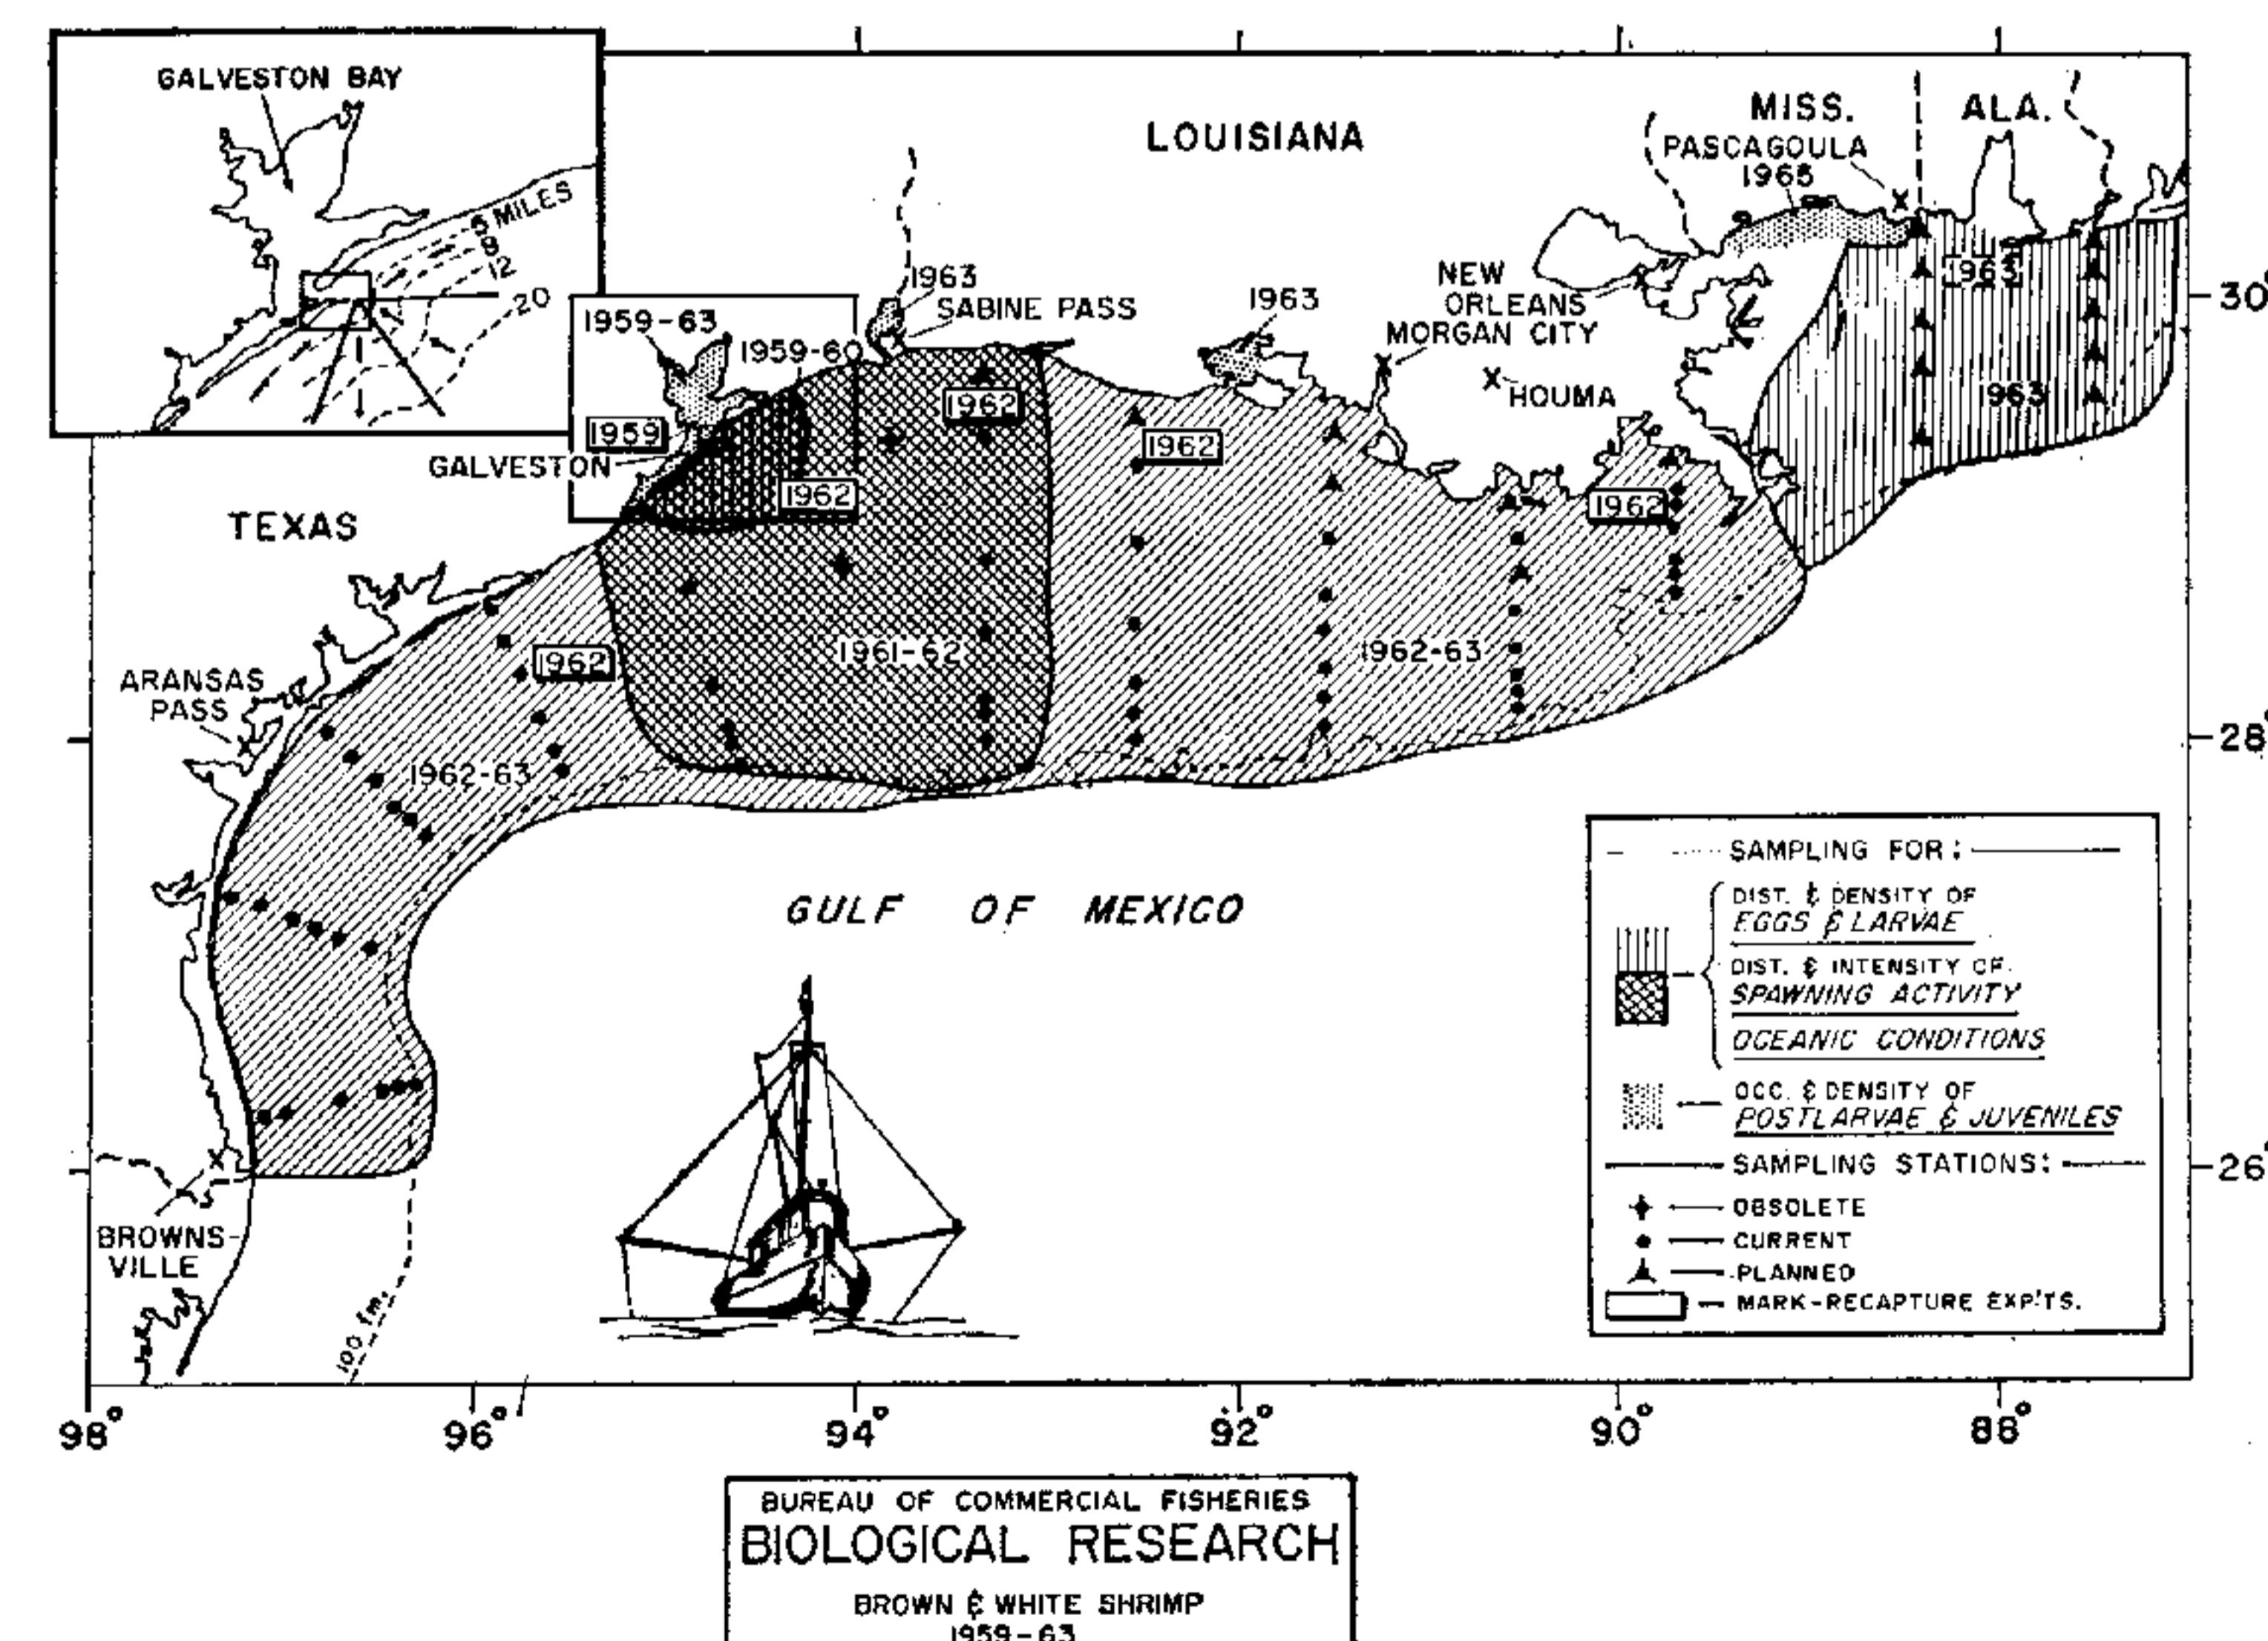 GALVESTON BAY
5 MILES
8
12
20
LOUISIANA
MISS.
ALA.
PASCAGOULA
1963
1963
SABINE PASS
1963
NEW
ORLEANS
MORGAN CITY
HOUMA
1963
30°
1959-63
1959-60
1962
1962
1963
1959
GALVESTON
1962
1962
TEXAS
1961-62
1962-63
1962
ARANSAS
PASS
1962-63
28°
GULF OF MEXICO
SAMPLING FOR:
DIST. & DENSITY OF
EGGS & LARVAE
DIST. & INTENSITY OF
SPAWNING ACTIVITY
OCEANIC CONDITIONS
OCC. & DENSITY OF
POSTLARVAE & JUVENILES
SAMPLING STATIONS:
OBSOLETE
CURRENT
PLANNED
MARK-RECAPTURE EXP'TS.
26°
BROWNS-
VILLE
100 fm.
98° 96° 94° 92° 90° 88°
BUREAU OF COMMERCIAL FISHERIES
BIOLOGICAL RESEARCH
BROWN & WHITE SHRIMP
1959-63